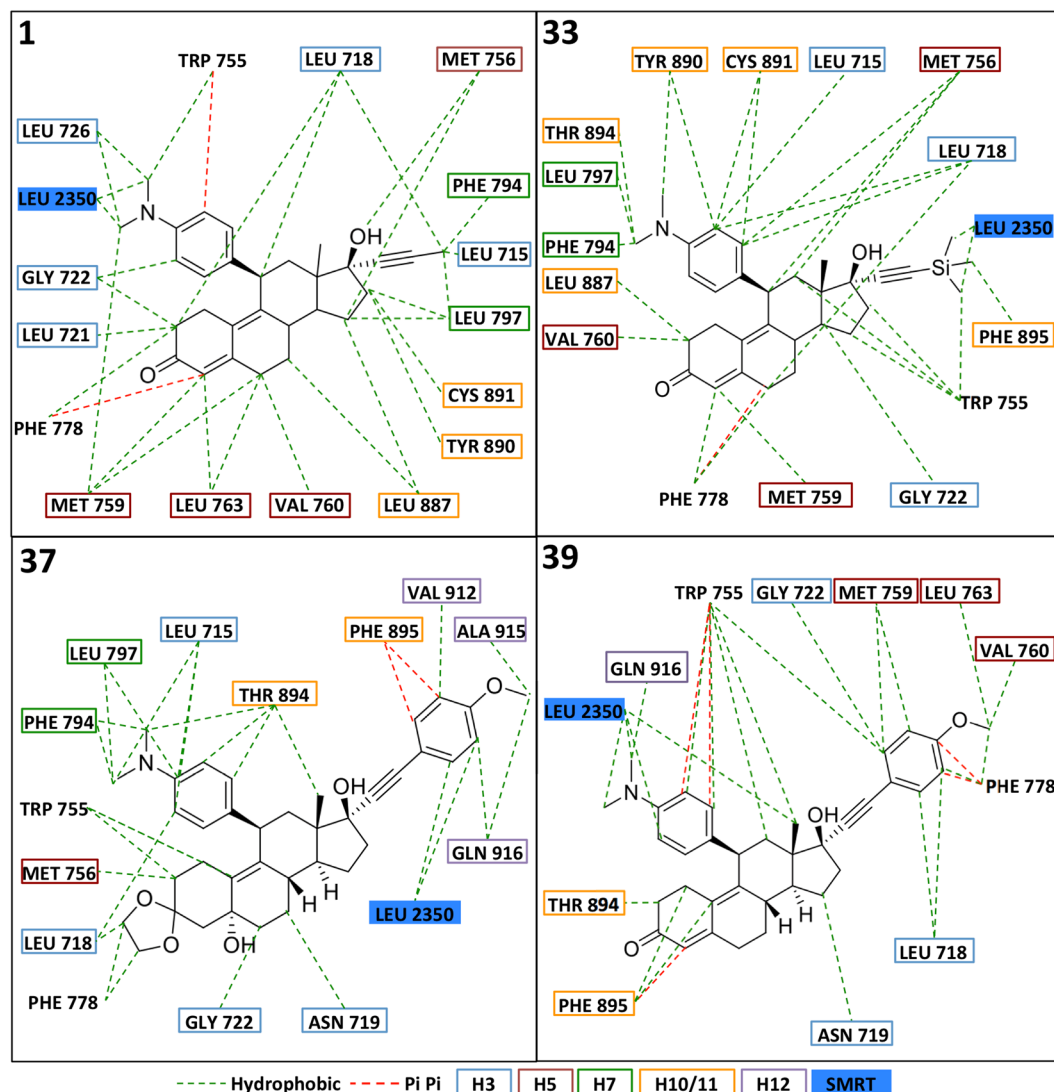 1
TRP 755
LEU 718
MET 756
LEU 726
LEU 2350
N
GLY 722
LEU 721
O
PHE 778
OH
PHE 794
LEU 715
LEU 797
CYS 891
TYR 890
MET 759
LEU 763
VAL 760
LEU 887
33
TYR 890
CYS 891
LEU 715
MET 756
THR 894
LEU 797
LEU 718
LEU 2350
N
PHE 794
OH
Si
LEU 887
VAL 760
PHE 895
O
TRP 755
PHE 778
MET 759
GLY 722
37
VAL 912
LEU 715
PHE 895
ALA 915
LEU 797
THR 894
O
PHE 794
N
TRP 755
OH
MET 756
GLN 916
H
H
O
LEU 2350
LEU 718
O
OH
PHE 778
GLY 722
ASN 719
39
TRP 755
GLY 722
MET 759
LEU 763
GLN 916
VAL 760
LEU 2350
O
N
PHE 778
OH
THR 894
H
H
O
LEU 718
PHE 895
ASN 719
Hydrophobic Pi Pi H3 H5 H7 H10/11 H12 SMRT